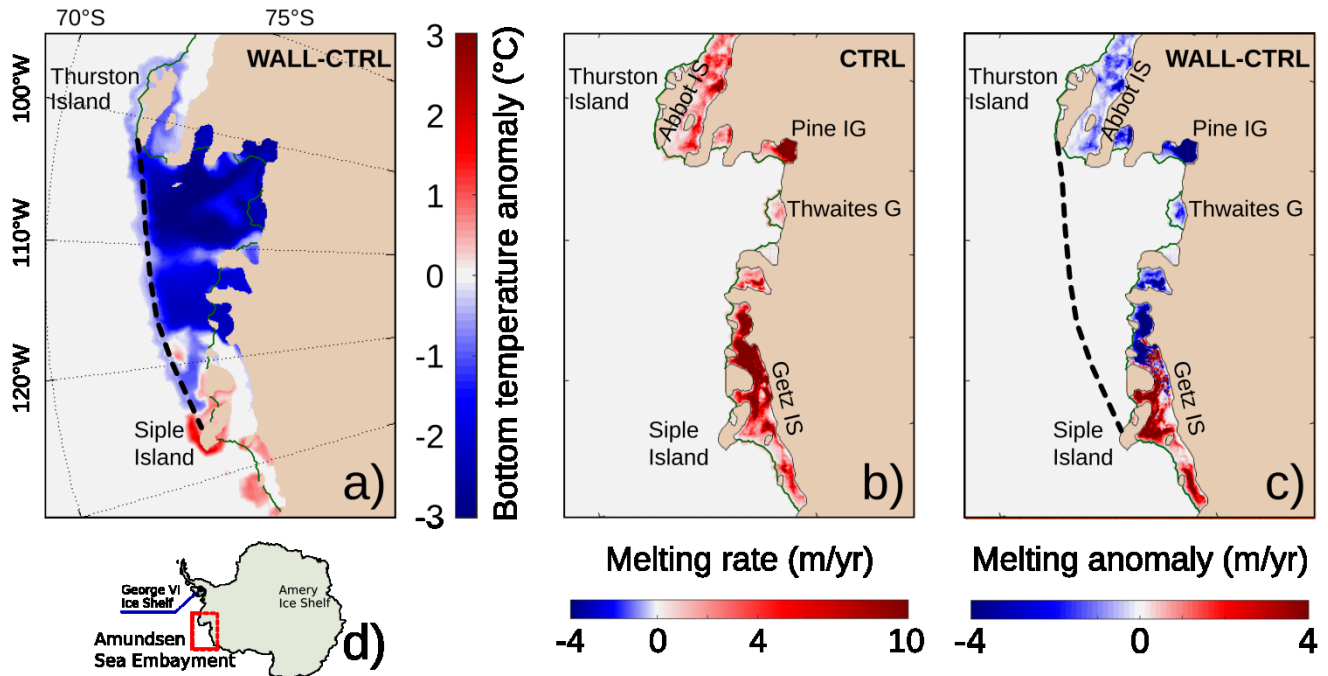 70°S
75°S
WALL-CTRL
Thurston
Island
100°W
110°W
120°W
Siple
Island
a)
3
2
1
0
-1
-2
-3
Bottom temperature anomaly (°C)
CTRL
Thurston
Island
Abbot IS
Pine IG
Thwaites G
Getz IS
Siple
Island
b)
Melting rate (m/yr)
-4
0
4
10
WALL-CTRL
Thurston
Island
Abbot IS
Pine IG
Thwaites G
Getz IS
Siple
Island
c)
Melting anomaly (m/yr)
-4
0
4
George VI
Ice Shelf
Amery
Ice Shelf
Amundsen
Sea Embayment
d)